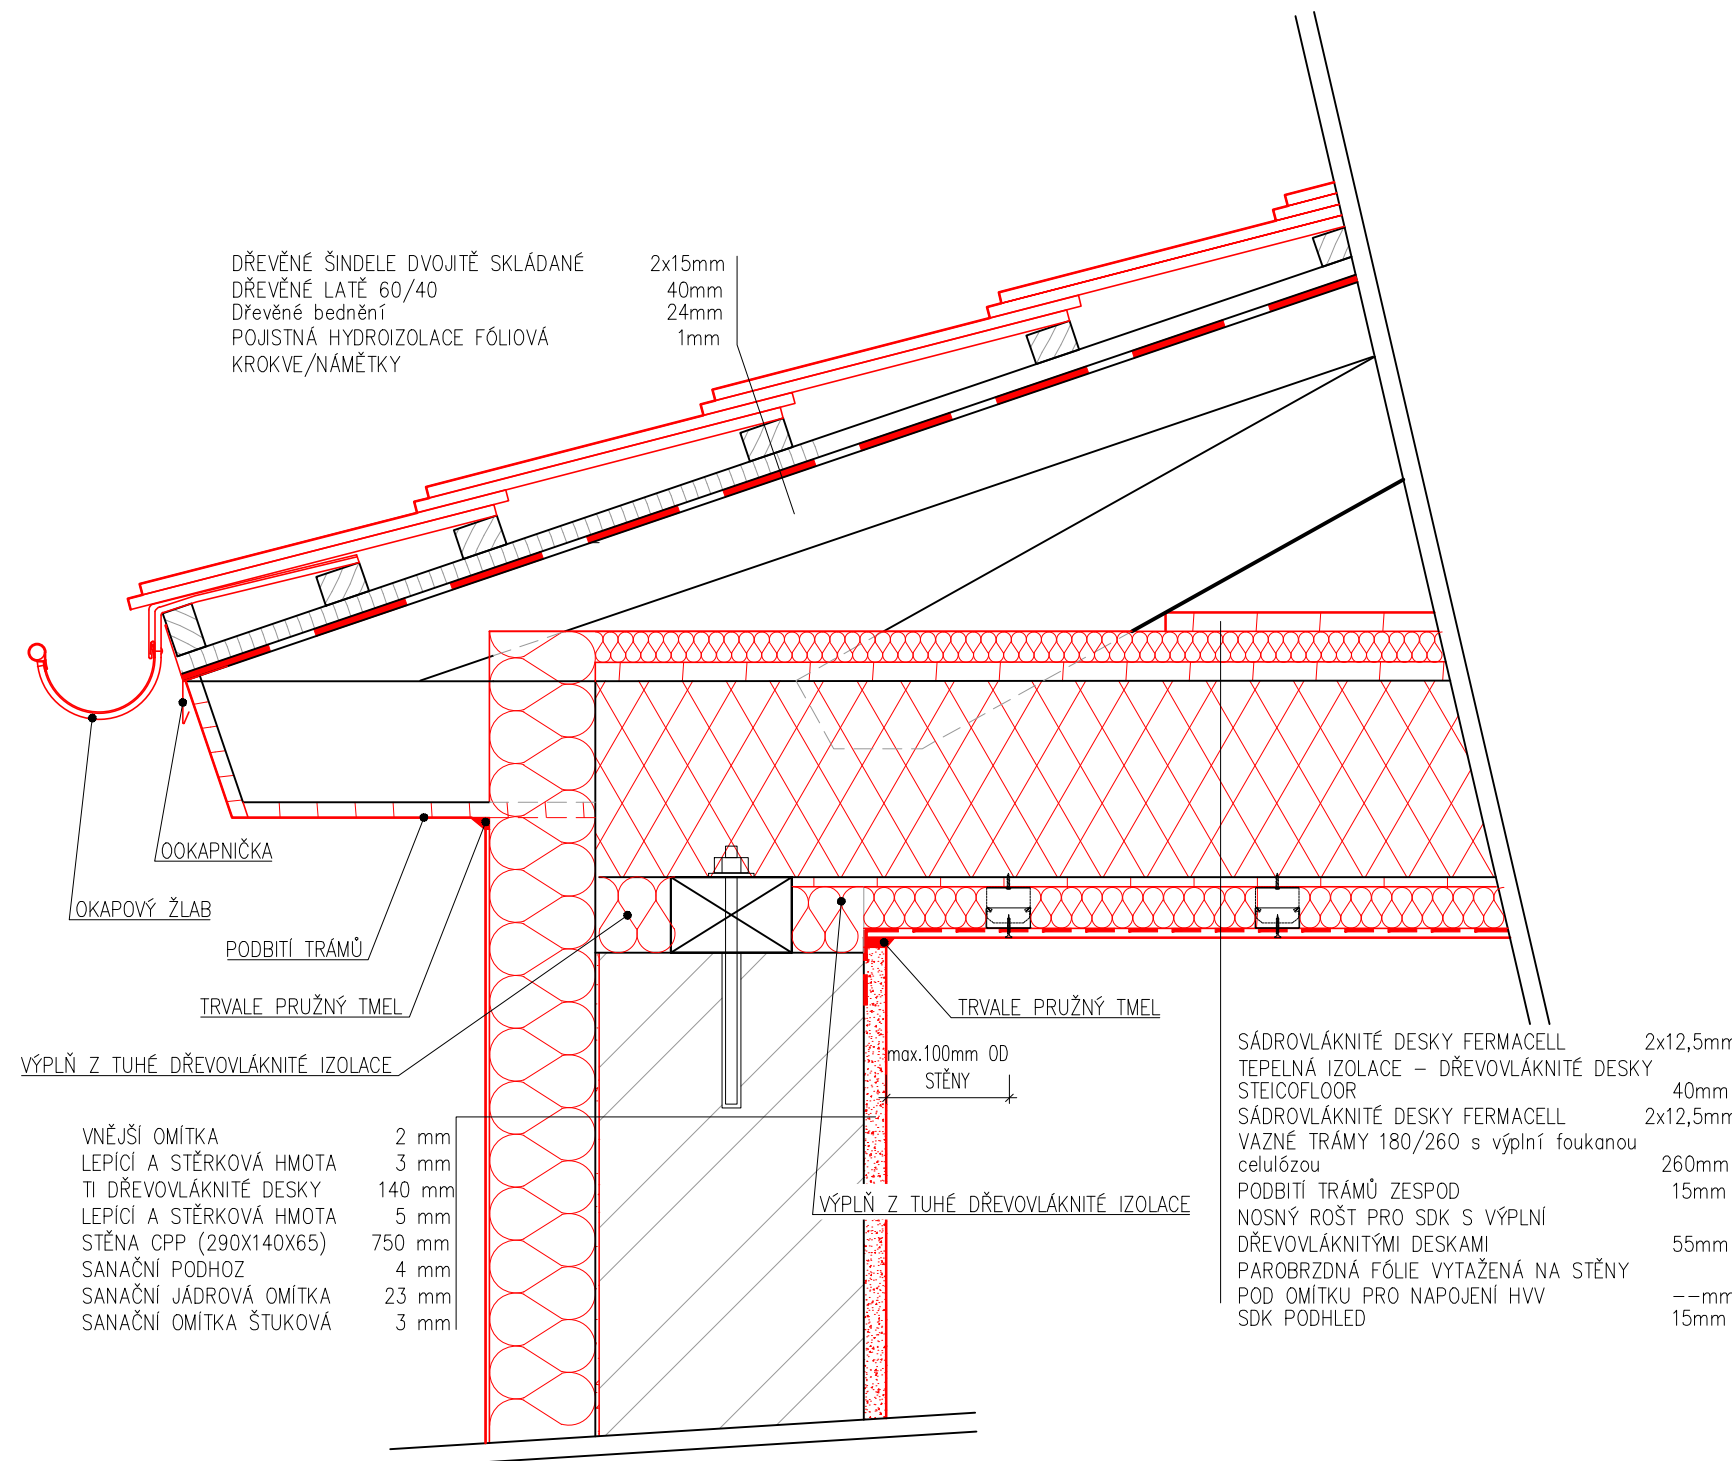 DŘEVĚNÉ ŠINDELE DVOJITĚ SKLÁDANÉ 2x15mm
DŘEVĚNÉ LATĚ 60/40 40mm
Dřevěné bednění 24mm
POJISTNÁ HYDROIZOLACE FÓLIOVÁ 1mm
KROKVE/NÁMĚTKY
OOKAPNIČKA
OKAPOVÝ ŽLAB
PODBITÍ TRÁMŮ
TRVALE PRUŽNÝ TMEL
VÝPLŇ Z TUHÉ DŘEVOVLÁKNITÉ IZOLACE
TRVALE PRUŽNÝ TMEL
max.100mm OD
STĚNY
VÝPLŇ Z TUHÉ DŘEVOVLÁKNITÉ IZOLACE
VNĚJŠÍ OMÍTKA 2 mm
LEPÍCÍ A STĚRKOVÁ HMOTA 3 mm
TI DŘEVOVLÁKNITÉ DESKY 140 mm
LEPÍCÍ A STĚRKOVÁ HMOTA 5 mm
STĚNA CPP (290X140X65) 750 mm
SANAČNÍ PODHOZ 4 mm
SANAČNÍ JÁDROVÁ OMÍTKA 23 mm
SANAČNÍ OMÍTKA ŠTUKOVÁ 3 mm
SÁDROVLÁKNITÉ DESKY FERMACELL 2x12,5mm
TEPELNÁ IZOLACE – DŘEVOVLÁKNITÉ DESKY
STEICOFLOOR 40mm
SÁDROVLÁKNITÉ DESKY FERMACELL 2x12,5mm
VAZNÉ TRÁMY 180/260 s výplní foukanou
celulózou 260mm
PODBITÍ TRÁMŮ ZESPOD 15mm
NOSNÝ ROŠT PRO SDK S VÝPLNÍ
DŘEVOVLÁKNITÝMI DESKAMI 55mm
PAROBRZDNÁ FÓLIE VYTAŽENÁ NA STĚNY
POD OMÍTKU PRO NAPOJENÍ HVV --mm
SDK PODHLED 15mm